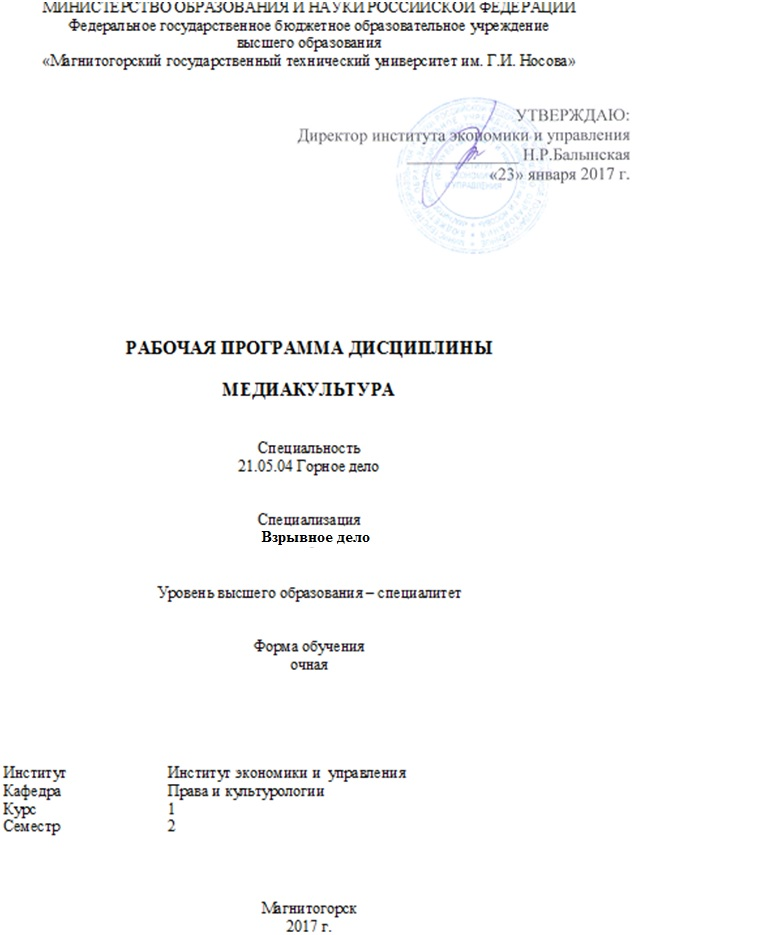 МИНИСТЕРСТВО ОБРАЗОВАНИЯ И НАУКИ РОССИЙСКОЙ ФЕДЕРАЦИИ
Федеральное государственное бюджетное образовательное учреждение
высшего образования
«Магнитогорский государственный технический университет им. Г.И. Носова»
УТВЕРЖДАЮ:
Директор института экономики и управления
Н.Р.Балынская
«23» января 2017 г.
РАБОЧАЯ ПРОГРАММА ДИСЦИПЛИНЫ
МЕДИАКУЛЬТУРА
Специальность
21.05.04 Горное дело
Специализация
Взрывное дело
Уровень высшего образования – специалитет
Форма обучения
очная
Институт Институт экономики и управления
Кафедра Права и культурологии
Курс 1
Семестр 2
Магнитогорск
2017 г.